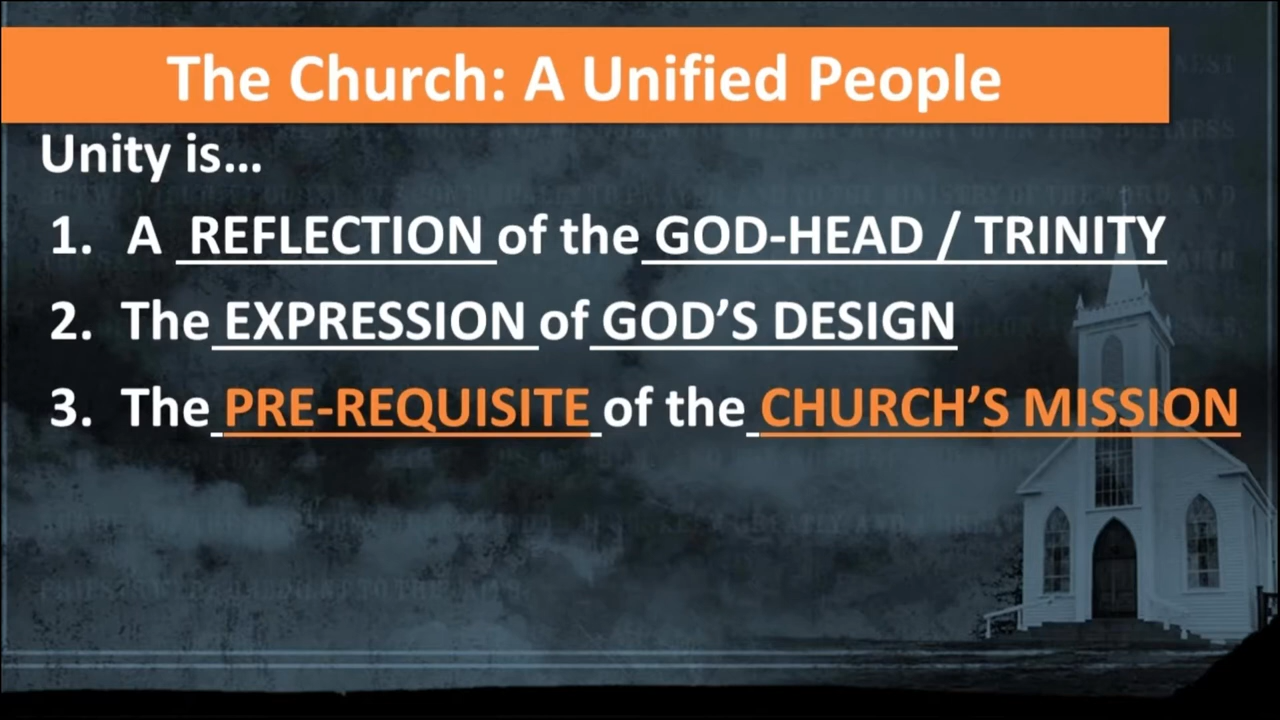 The Church: A Unified People
Unity is...
1. A REFLECTION of the GOD-HEAD / TRINITY
2. The EXPRESSION of GOD'S DESIGN
3. The PRE-REQUISITE of the CHURCH'S MISSION